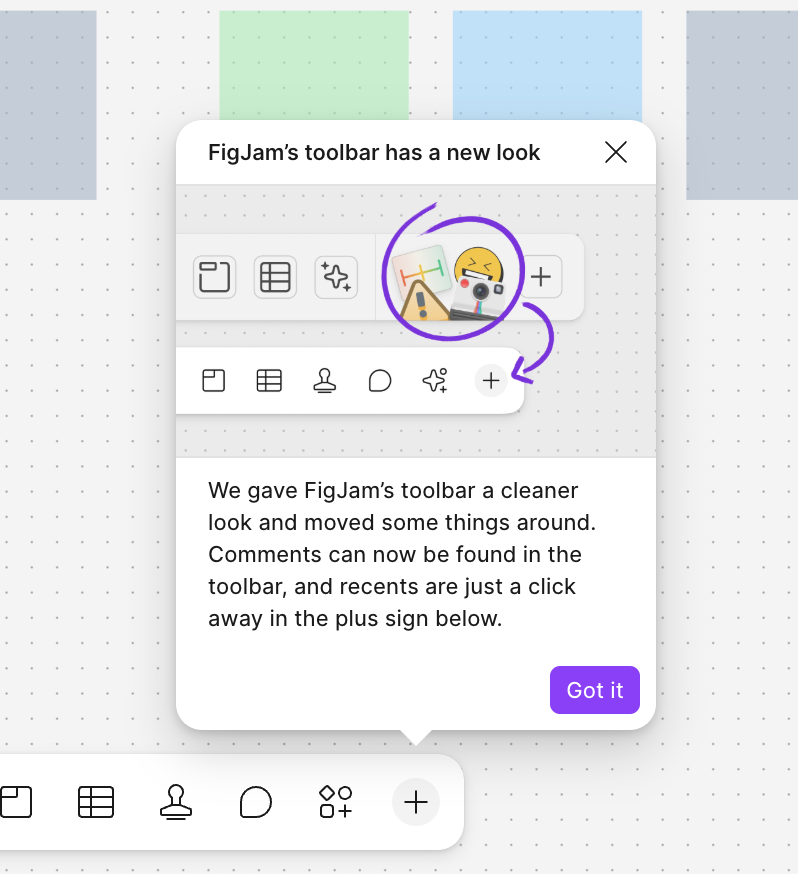 FigJam’s toolbar has a new look
We gave FigJam’s toolbar a cleaner
look and moved some things around.
Comments can now be found in the
toolbar, and recents are just a click
away in the plus sign below.
Got it